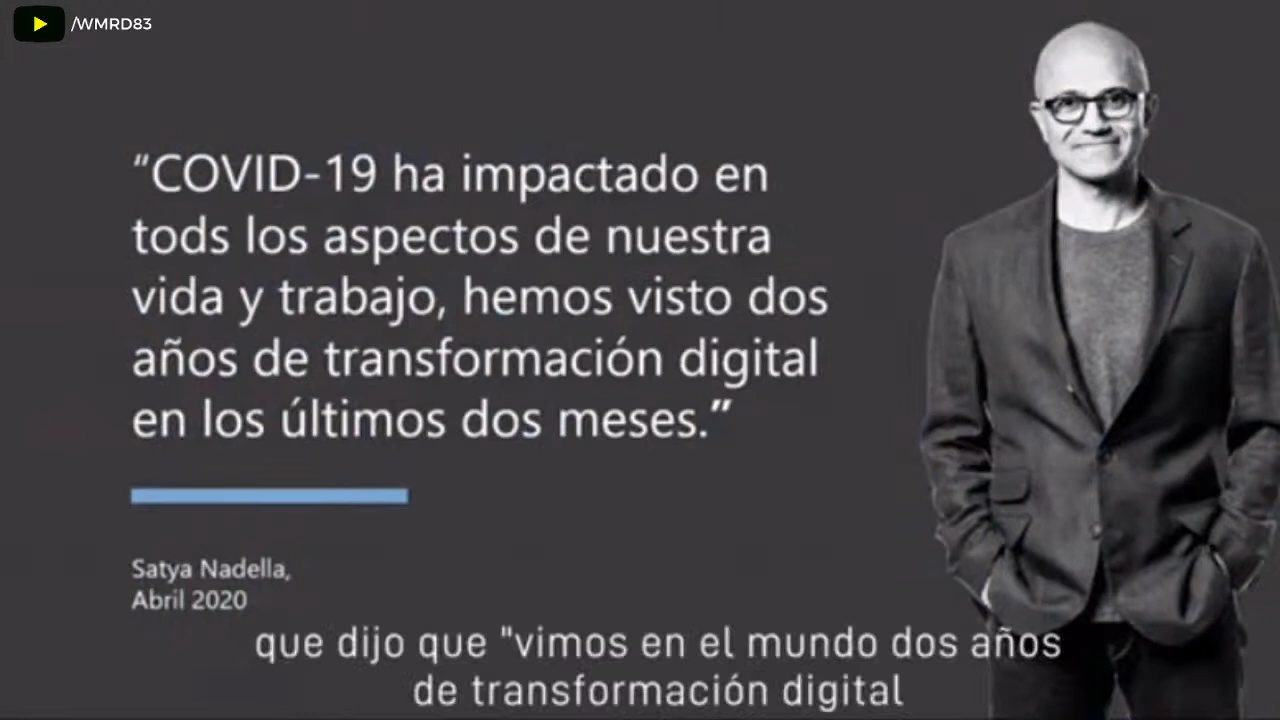 /WMRD83
“COVID-19 ha impactado en
tods los aspectos de nuestra
vida y trabajo, hemos visto dos
años de transformación digital
en los últimos dos meses.”
Satya Nadella,
Abril 2020
que dijo que "vimos en el mundo dos años
de transformación digital